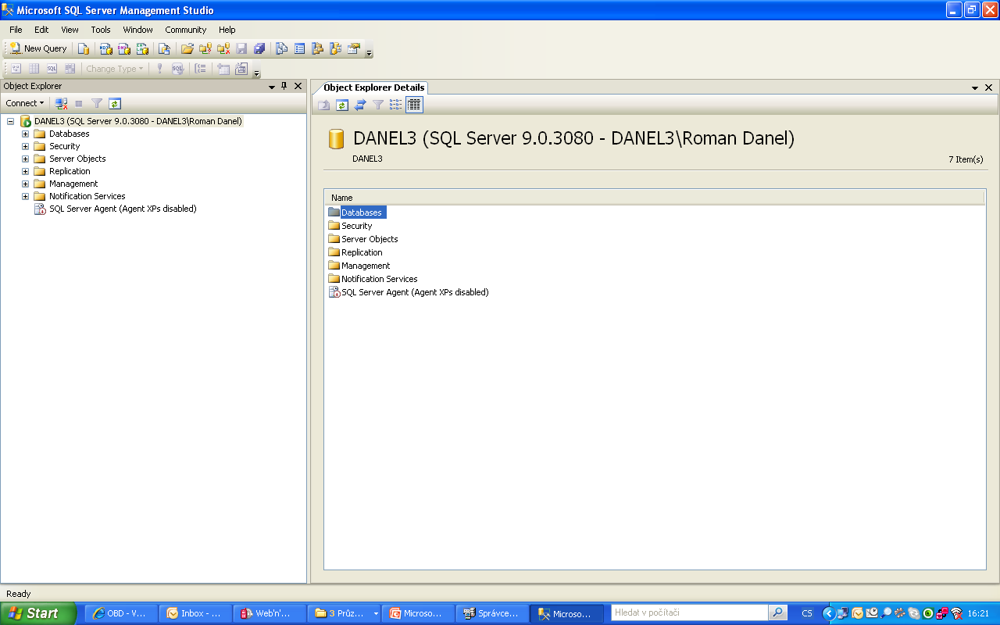 Microsoft SQL Server Management Studio
File Edit View Tools Window Community Help
New Query
Change Type
Object Explorer
Connect
DANEL3 (SQL Server 9.0.3080 - DANEL3\Roman Danel)
Databases
Security
Server Objects
Replication
Management
Notification Services
SQL Server Agent (Agent XPs disabled)
Object Explorer Details
DANEL3 (SQL Server 9.0.3080 - DANEL3\Roman Danel)
DANEL3
7 Item(s)
Name
Databases
Security
Server Objects
Replication
Management
Notification Services
SQL Server Agent (Agent XPs disabled)
Ready
Start OBD - V... Inbox - ... Web'n'... 3 Průz... Microso... Správce... Microso... Hledat v počítači CS 16:21